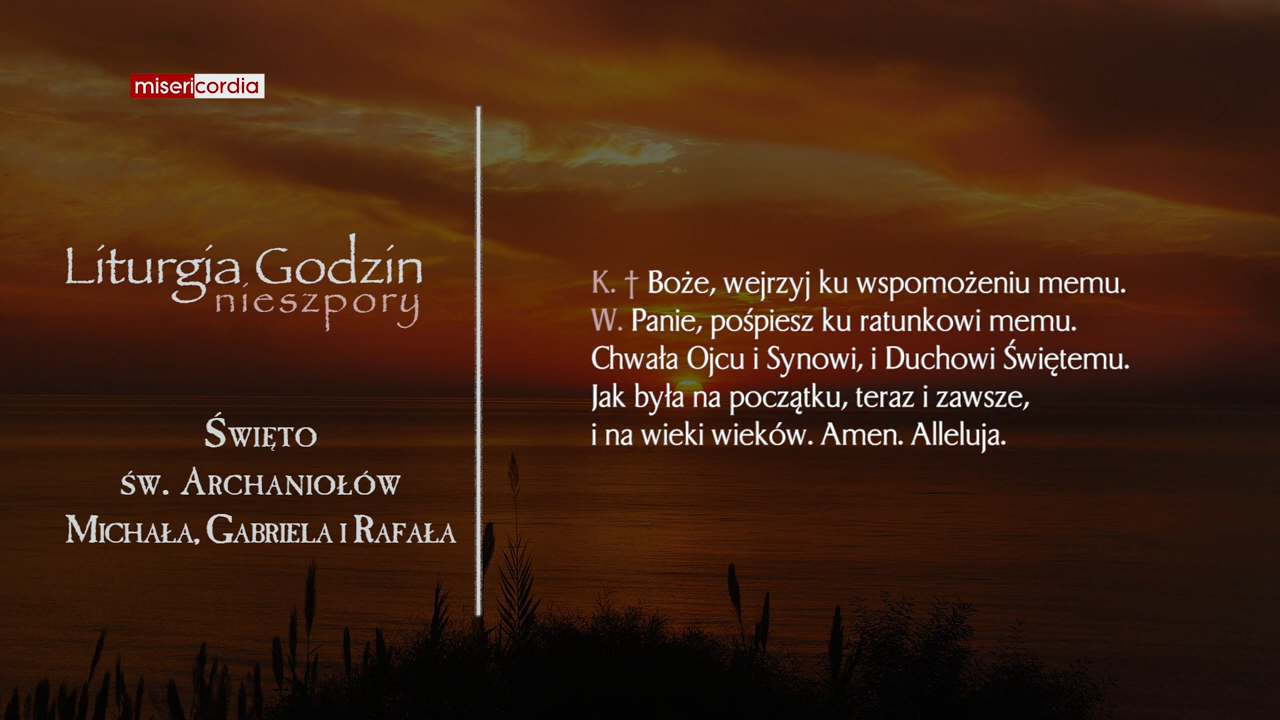 misericordia
Liturgia Godzin
nieszpory
Święto
św. Archaniołów
Michała, Gabriela i Rafała
K. † Boże, wejrzyj ku wspomożeniu memu.
W. Panie, pośpiesz ku ratunkowi memu.
Chwała Ojcu i Synowi, i Duchowi Świętemu.
Jak była na początku, teraz i zawsze,
i na wieki wieków. Amen. Alleluja.